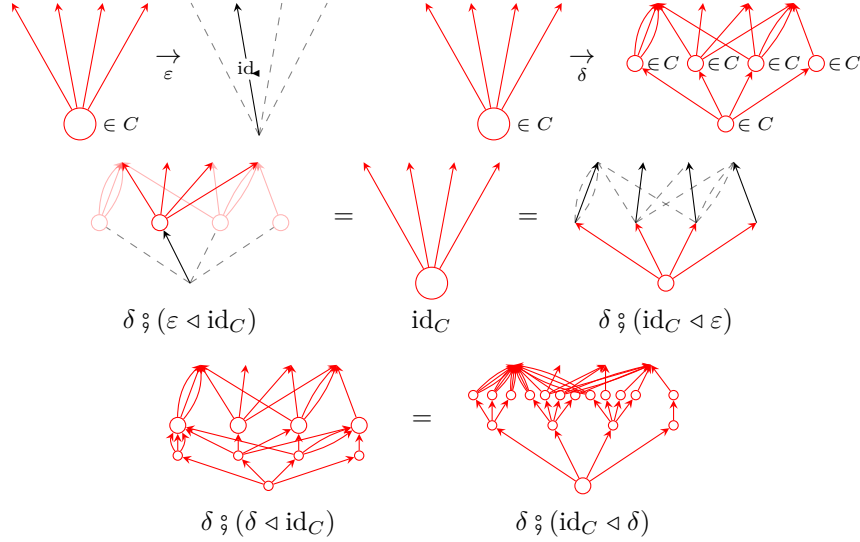 id
→ ε
∈ C
→ δ
∈ C
∈ C ∈ C ∈ C ∈ C
∈ C
= =
δ ⨟ (ε ◃ id_C) id_C δ ⨟ (id_C ◃ ε)
=
δ ⨟ (δ ◃ id_C) δ ⨟ (id_C ◃ δ)